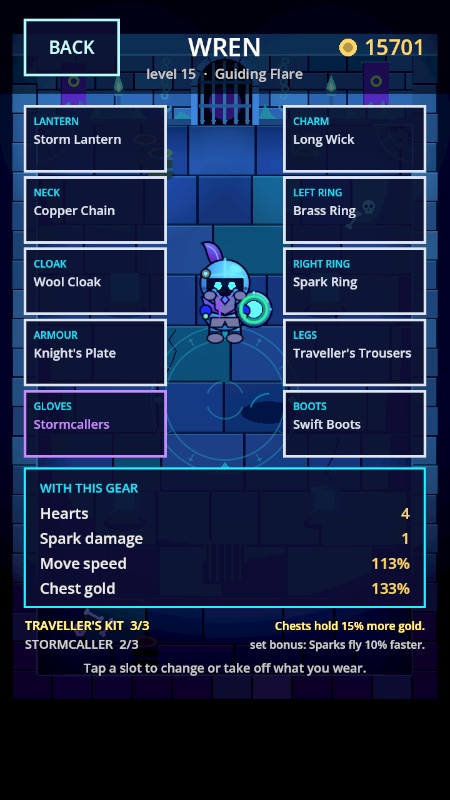 BACK
WREN
15701
level 15 · Guiding Flare
LANTERN
Storm Lantern
CHARM
Long Wick
NECK
Copper Chain
LEFT RING
Brass Ring
CLOAK
Wool Cloak
RIGHT RING
Spark Ring
ARMOUR
Knight's Plate
LEGS
Traveller's Trousers
GLOVES
Stormcallers
BOOTS
Swift Boots
WITH THIS GEAR
Hearts 4
Spark damage 1
Move speed 113%
Chest gold 133%
TRAVELLER'S KIT 3/3 Chests hold 15% more gold.
STORMCALLER 2/3 set bonus: Sparks fly 10% faster.
Tap a slot to change or take off what you wear.